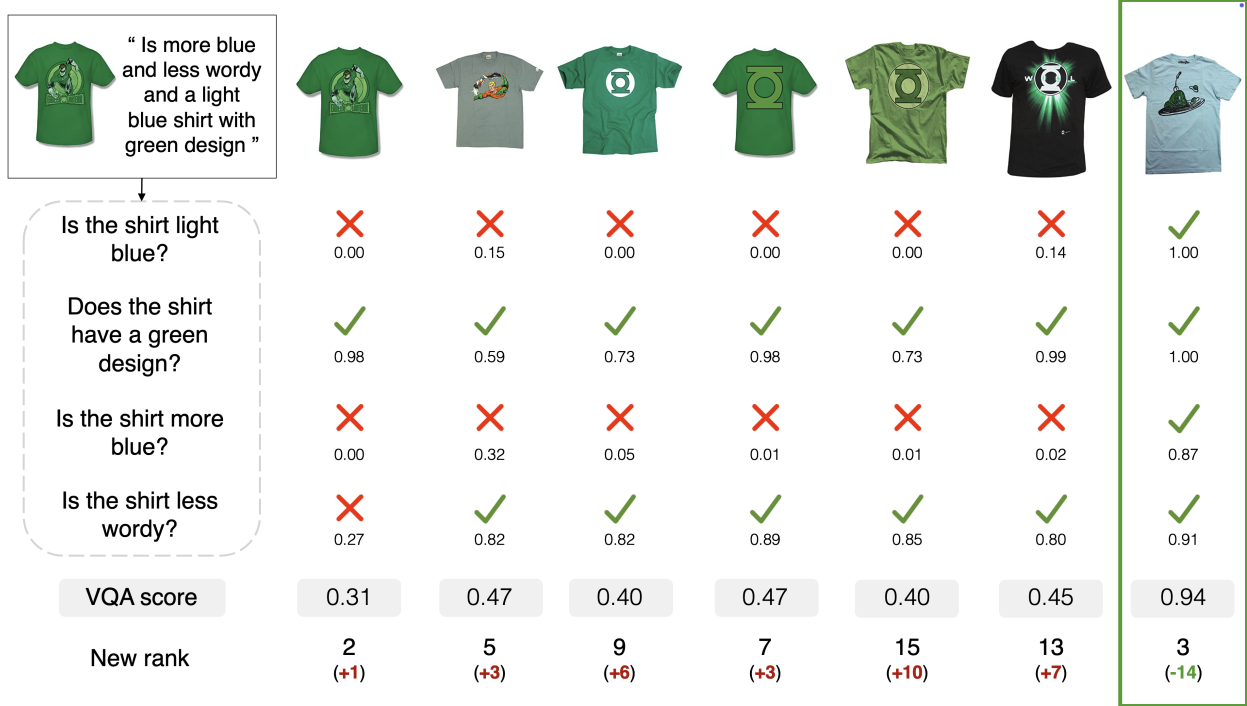 “ Is more blue
and less wordy
and a light
blue shirt with
green design ”
W L
Is the shirt light
blue?
0.00 0.15 0.00 0.00 0.00 0.14 1.00
Does the shirt
have a green
design?
0.98 0.59 0.73 0.98 0.73 0.99 1.00
Is the shirt more
blue?
0.00 0.32 0.05 0.01 0.01 0.02 0.87
Is the shirt less
wordy?
0.27 0.82 0.82 0.89 0.85 0.80 0.91
VQA score 0.31 0.47 0.40 0.47 0.40 0.45 0.94
New rank 2 5 9 7 15 13 3
(+1) (+3) (+6) (+3) (+10) (+7) (-14)